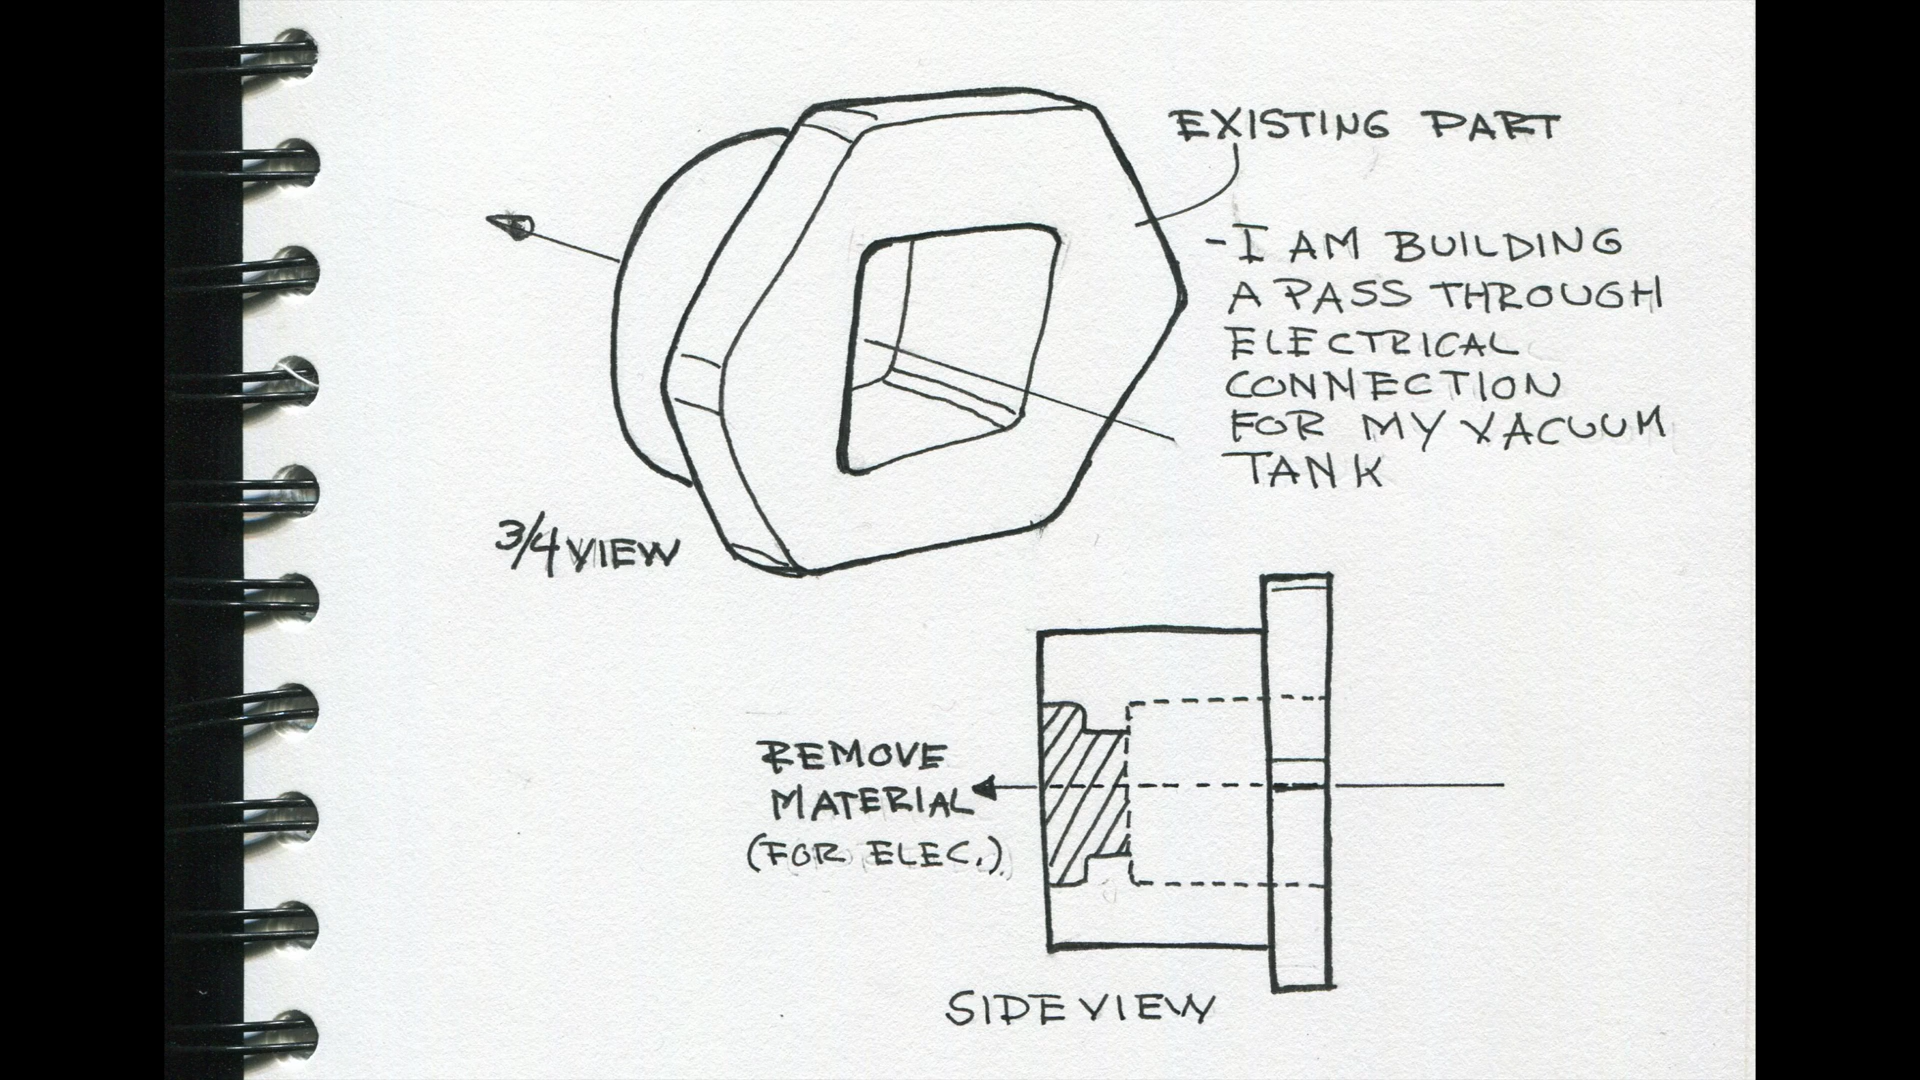 EXISTING PART
-I AM BUILDING
A PASS THROUGH
ELECTRICAL
CONNECTION
FOR MY VACUUM
TANK
3/4 VIEW
REMOVE
MATERIAL
(FOR ELEC.)
SIDE VIEW